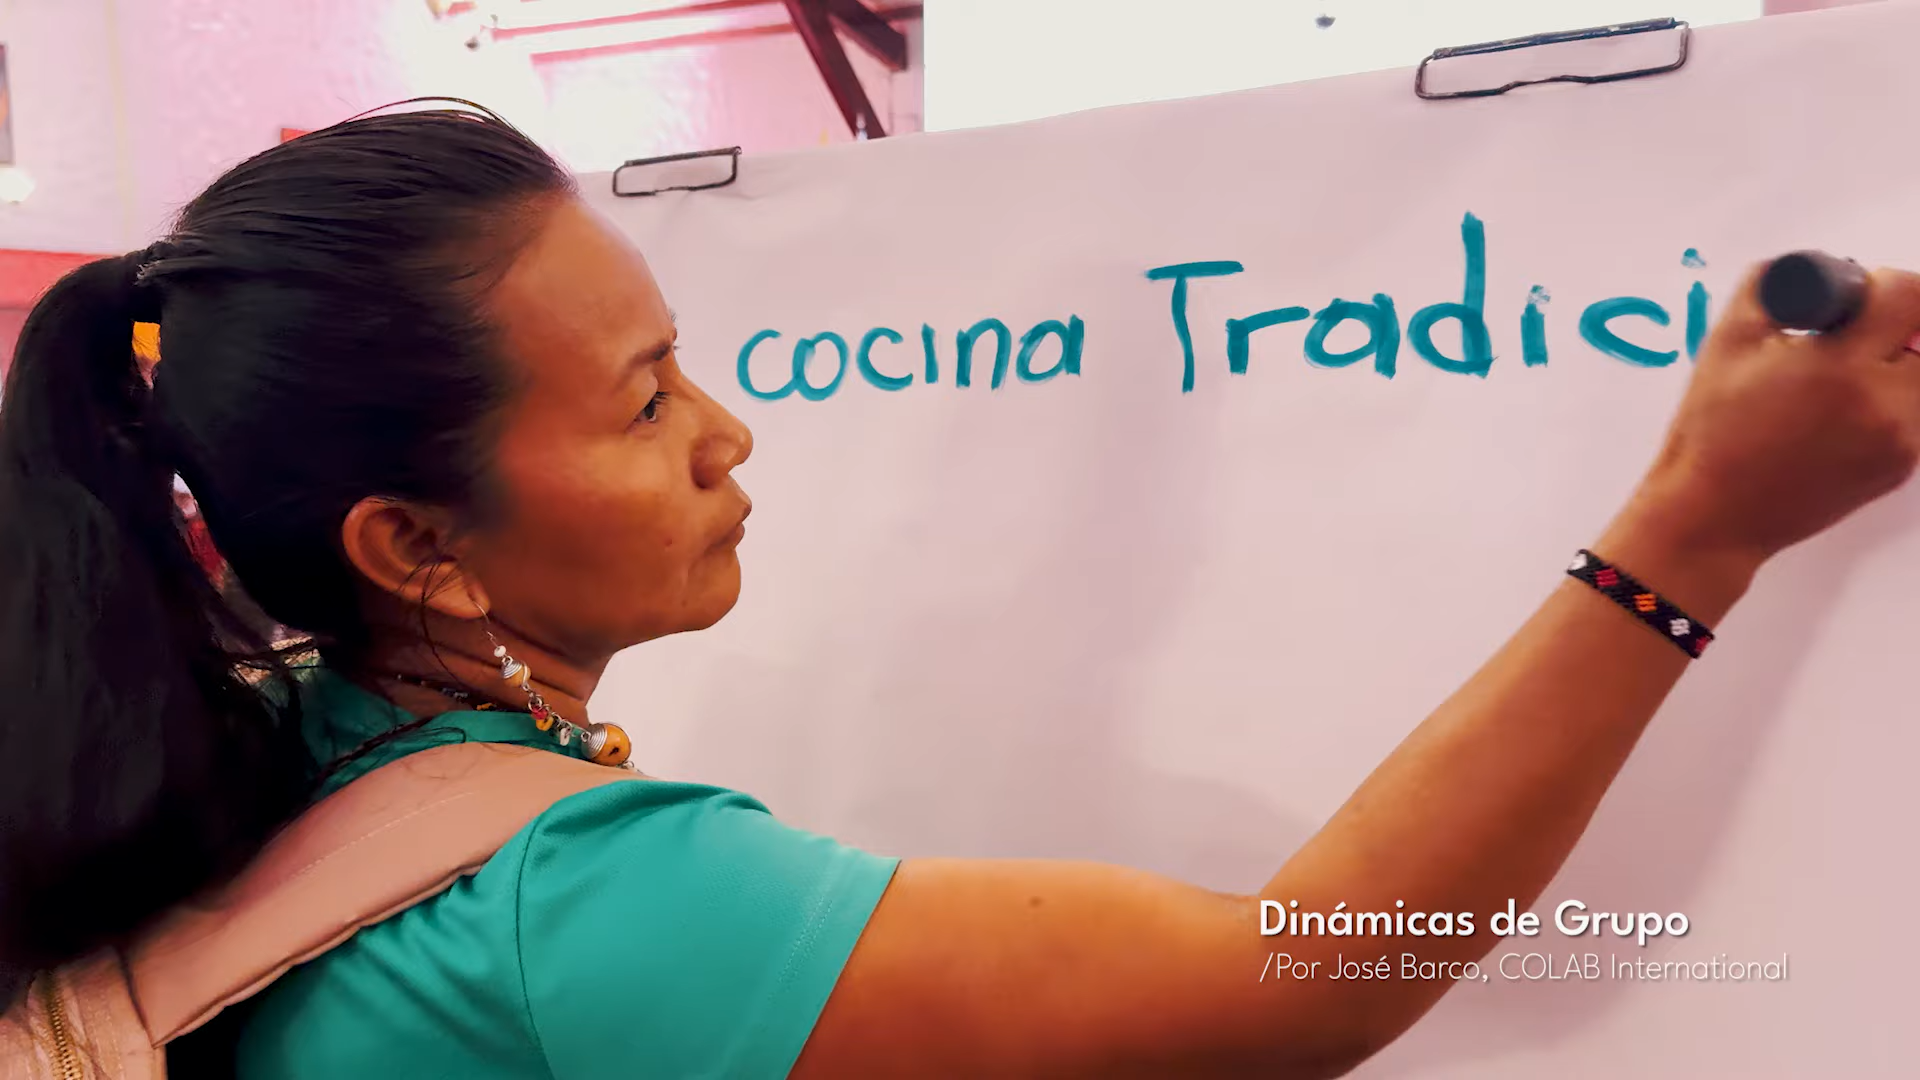 cocina Tradici
Dinámicas de Grupo
/Por José Barco, COLAB International